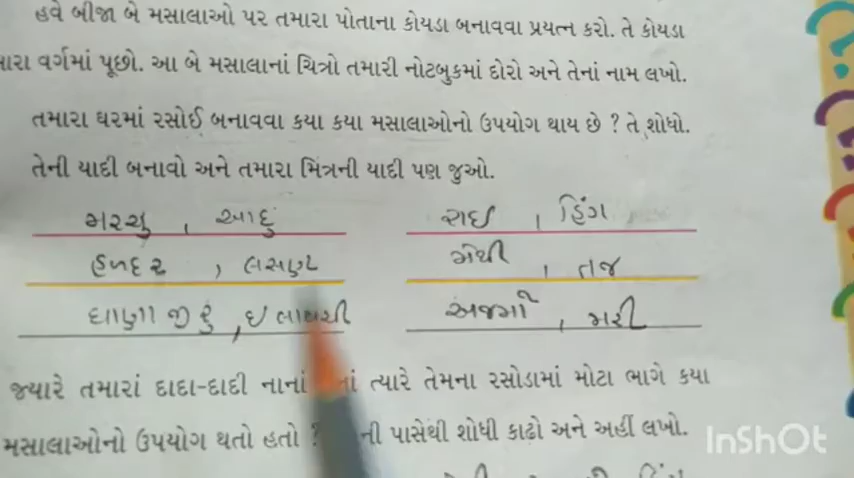 હવે બીજા બે મસાલાઓ પર તમારા પોતાના કોયડા બનાવવા પ્રયત્ન કરો. તે કોયડા
મારા વર્ગમાં પૂછો. આ બે મસાલાનાં ચિત્રો તમારી નોટબુકમાં દોરો અને તેનાં નામ લખો.
તમારા ઘરમાં રસોઈ બનાવવા કયા કયા મસાલાઓનો ઉપયોગ થાય છે ? તે શોધો.
તેની યાદી બનાવો અને તમારા મિત્રની યાદી પણ જુઓ.
મરચુ , આદું રાઈ , હિંગ
હળદર , લસણ મેથી , તજ
ધાણા જીરું , ઇલાયચી અજમો , મરી
જ્યારે તમારાં દાદા-દાદી નાનાં ત્યારે તેમના રસોડામાં મોટા ભાગે કયા
મસાલાઓનો ઉપયોગ થતો હતો ? પાસેથી શોધી કાઢો અને અહીં લખો.
હિંગ
InShOt